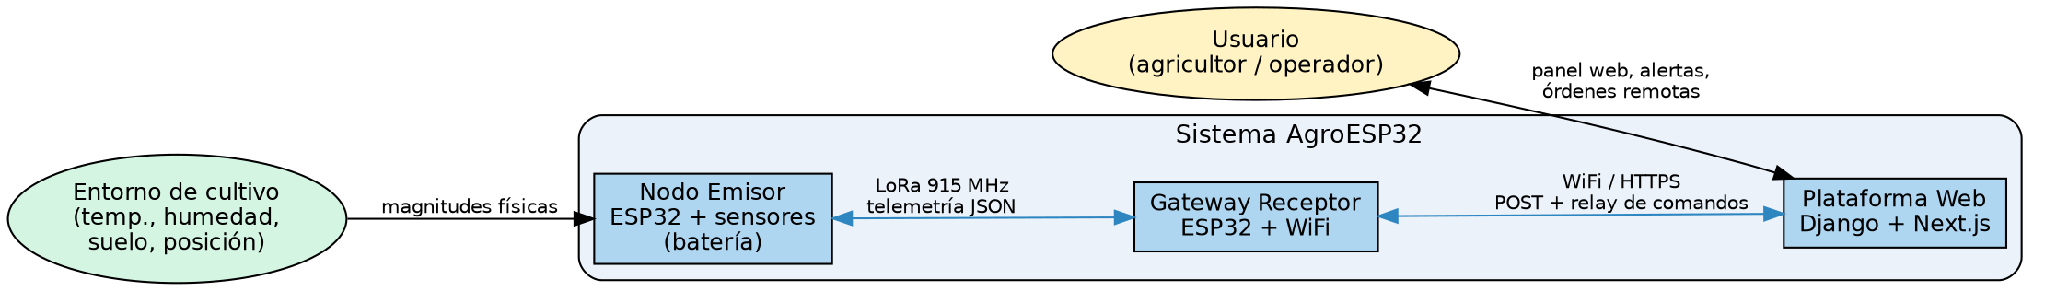 Usuario
(agricultor / operador)
panel web, alertas,
órdenes remotas
Sistema AgroESP32
Entorno de cultivo
(temp., humedad,
suelo, posición)
magnitudes físicas
Nodo Emisor
ESP32 + sensores
(batería)
LoRa 915 MHz
telemetría JSON
Gateway Receptor
ESP32 + WiFi
WiFi / HTTPS
POST + relay de comandos
Plataforma Web
Django + Next.js